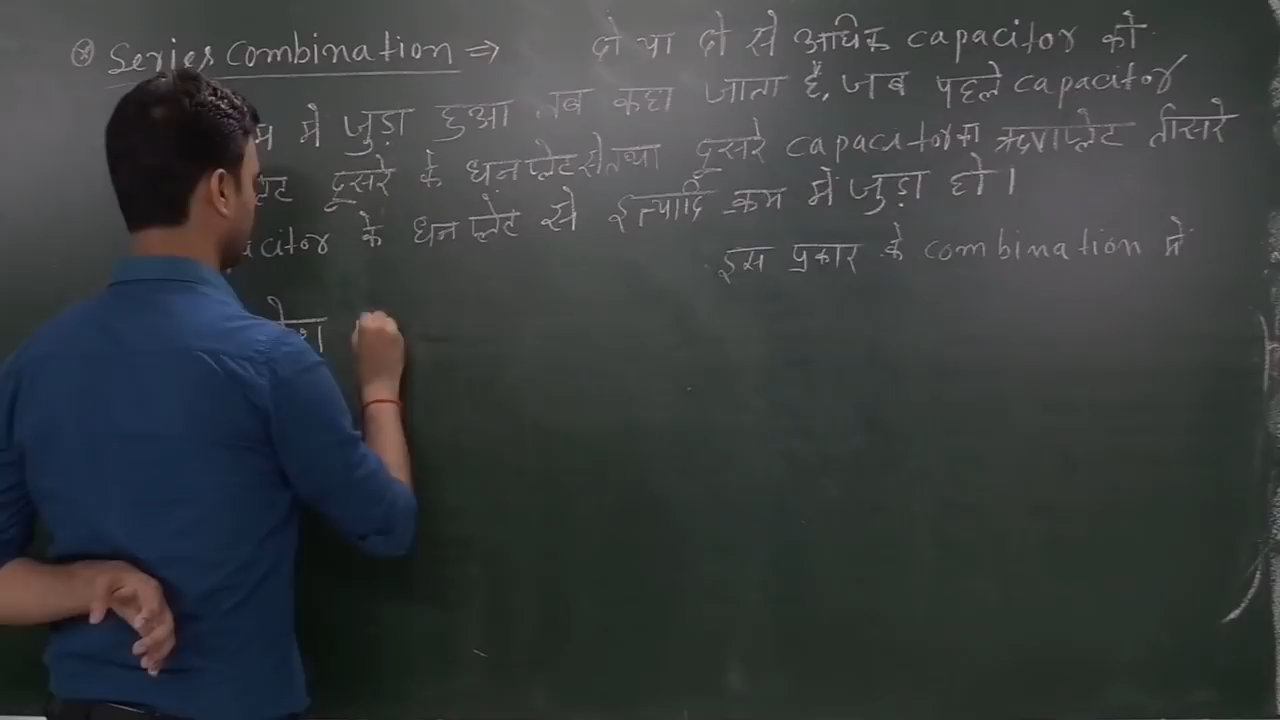 Series Combination ⇒ दो या दो से अधिक capacitor को
में जुड़ा हुआ तब कहा जाता है, जब पहले capacitor
दूसरे के धन प्लेट से तथा दूसरे capacitor का ऋण प्लेट तीसरे
acitor के धन प्लेट से इत्यादि क्रम में जुड़ा हो।
इस प्रकार के combination में